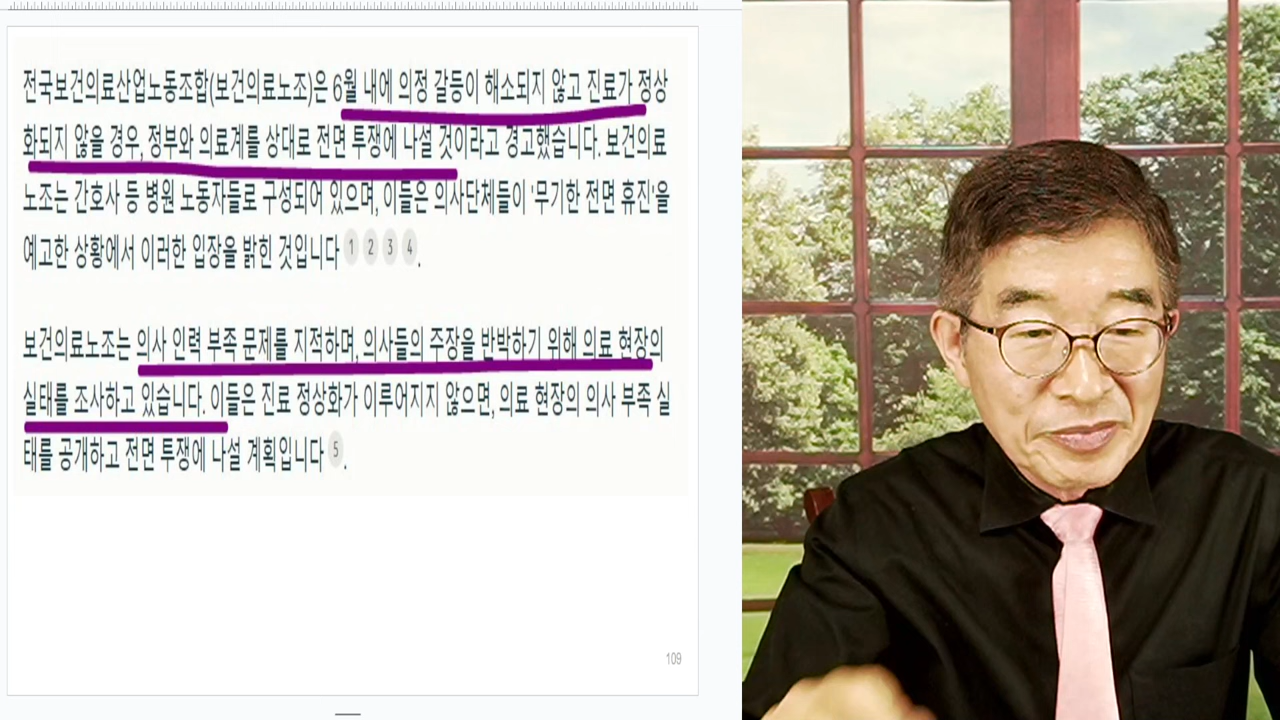 전국보건의료산업노동조합(보건의료노조)은 6월 내에 의정 갈등이 해소되지 않고 진료가 정상
화되지 않을 경우, 정부와 의료계를 상대로 전면 투쟁에 나설 것이라고 경고했습니다. 보건의료
노조는 간호사 등 병원 노동자들로 구성되어 있으며, 이들은 의사단체들이 '무기한 전면 휴진'을
예고한 상황에서 이러한 입장을 밝힌 것입니다 1 2 3 4 .
보건의료노조는 의사 인력 부족 문제를 지적하며, 의사들의 주장을 반박하기 위해 의료 현장의
실태를 조사하고 있습니다. 이들은 진료 정상화가 이루어지지 않으면, 의료 현장의 의사 부족 실
태를 공개하고 전면 투쟁에 나설 계획입니다 5 .
109